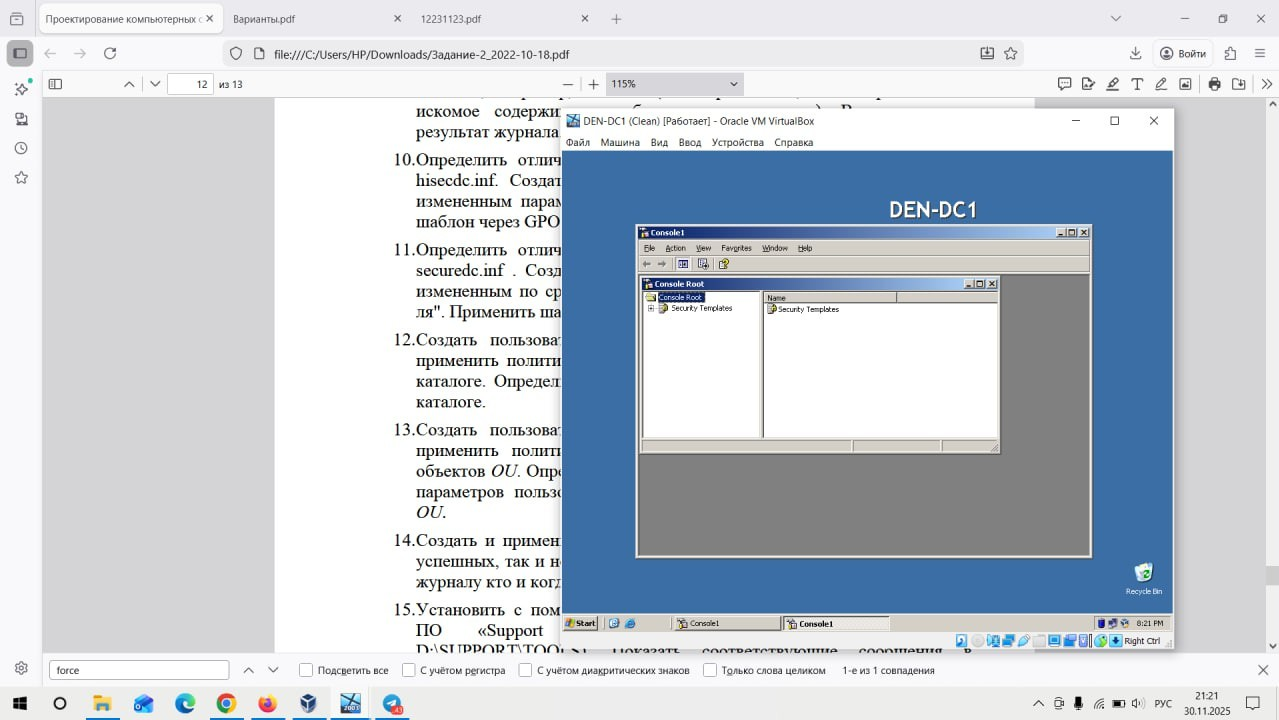 Проектирование компьютерных с
Варианты.pdf
12231123.pdf
file:///C:/Users/HP/Downloads/Задание-2_2022-10-18.pdf
Войти
12 из 13
115%
искомое содержи
результат журнала
10.Определить отлич
hisecdc.inf. Создат
измененным парам
шаблон через GPO
11.Определить отлич
securedc.inf . Созд
измененным по ср
ля". Применить ша
12.Создать пользоват
применить полити
каталоге. Определ
каталоге.
13.Создать пользоват
применить полити
объектов OU. Опре
параметров пользо
OU.
14.Создать и примен
успешных, так и не
журналу кто и когд
15.Установить с пом
ПО «Support
D:\SUPPORT\TOOLS). Показать соответствующие сообщения в
DEN-DC1 (Clean) [Работает] - Oracle VM VirtualBox
Файл Машина Вид Ввод Устройства Справка
DEN-DC1
Console1
File Action View Favorites Window Help
Console Root
Console Root
Security Templates
Name
Security Templates
Recycle Bin
Start
Console1
Console1
8:21 PM
Right Ctrl
force
Подсветить все
С учётом регистра
С учётом диакритических знаков
Только слова целиком
1-е из 1 совпадения
43
РУС
21:21
30.11.2025